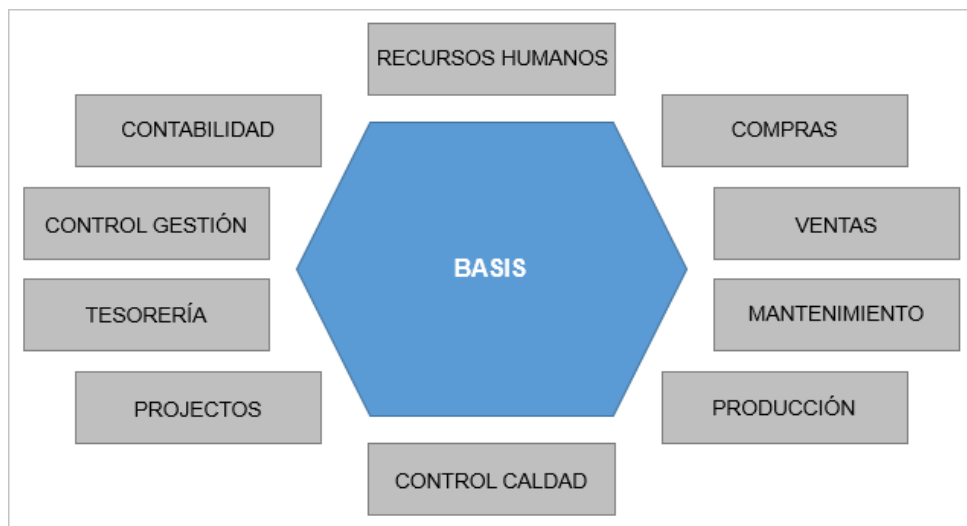 RECURSOS HUMANOS
CONTABILIDAD
COMPRAS
CONTROL GESTIÓN
VENTAS
BASIS
TESORERÍA
MANTENIMIENTO
PROJECTOS
PRODUCCIÓN
CONTROL CALDAD